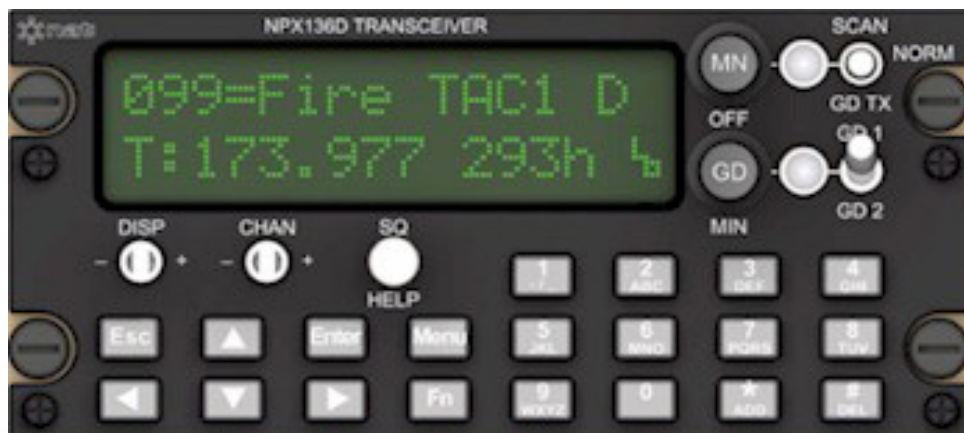 nat
NPX136D TRANSCEIVER
SCAN
NORM
MN
GD TX
OFF
GD 1
GD
GD 2
MIN
099=Fire TAC1 D
T:173.977 293h
DISP
CHAN
SQ
- +
- +
HELP
1
2 ABC
3 DEF
4 GHI
Esc
Enter
Menu
5 JKL
6 MNO
7 PQRS
8 TUV
Fn
9 WXYZ
0
* ADD
# DEL